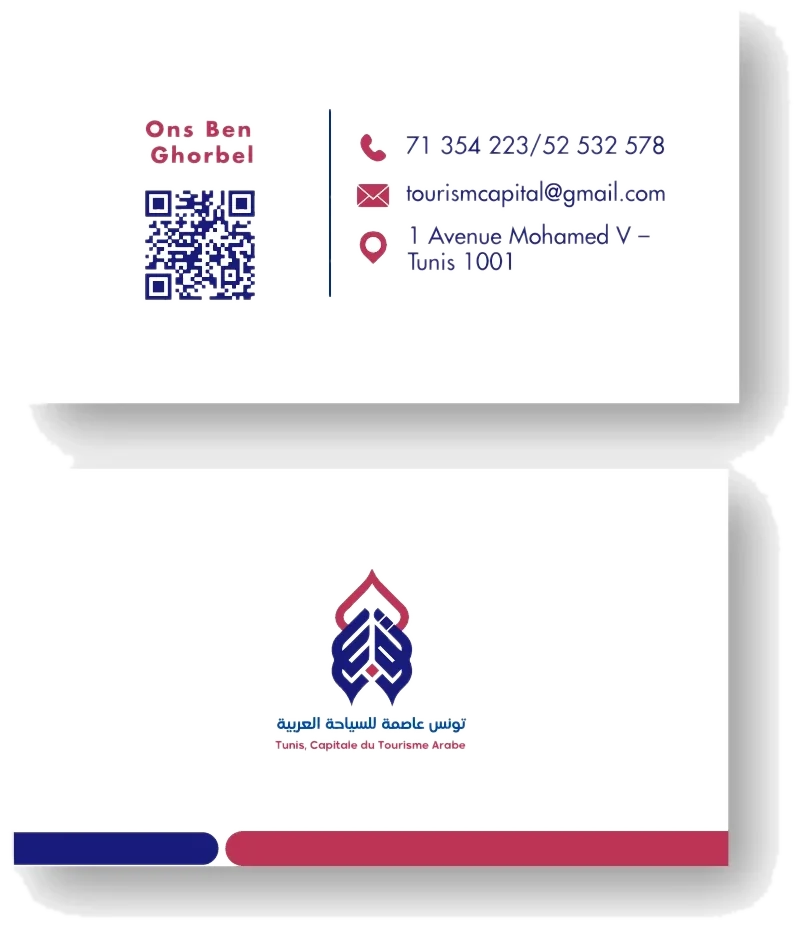 Ons Ben
Ghorbel
71 354 223/52 532 578
tourismcapital@gmail.com
1 Avenue Mohamed V –
Tunis 1001
تونس عاصمة للسياحة العربية
Tunis, Capitale du Tourisme Arabe